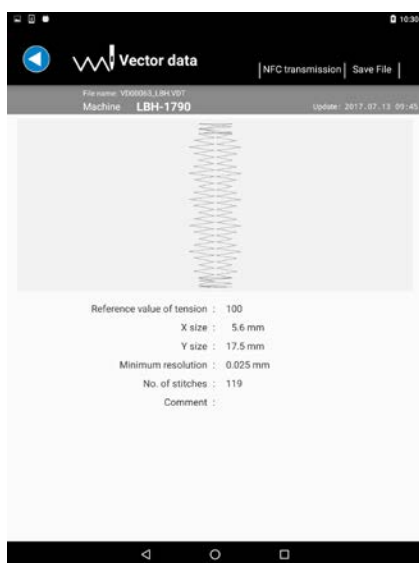 10:30
Vector data
NFC transmission Save File
File name: VD00063_LBH.VDT
Machine LBH-1790 Update: 2017.07.13 09:45
Reference value of tension : 100
X size : 5.6 mm
Y size : 17.5 mm
Minimum resolution : 0.025 mm
No. of stitches : 119
Comment :